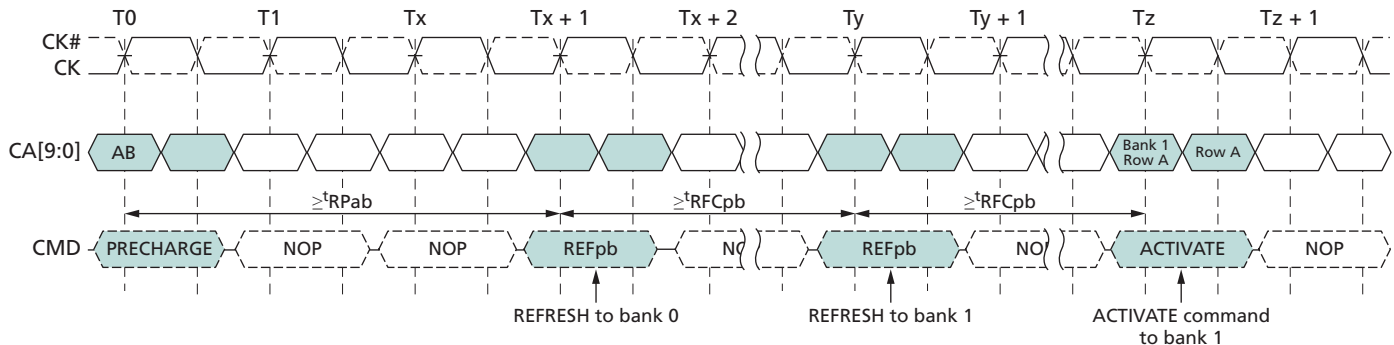 T0 T1 Tx Tx + 1 Tx + 2 Ty Ty + 1 Tz Tz + 1
CK#
CK
CA[9:0] AB Bank 1 Row A Row A
≥tRPab ≥tRFCpb ≥tRFCpb
CMD PRECHARGE NOP NOP REFpb REFpb ACTIVATE NOP
REFRESH to bank 0 REFRESH to bank 1 ACTIVATE command
to bank 1